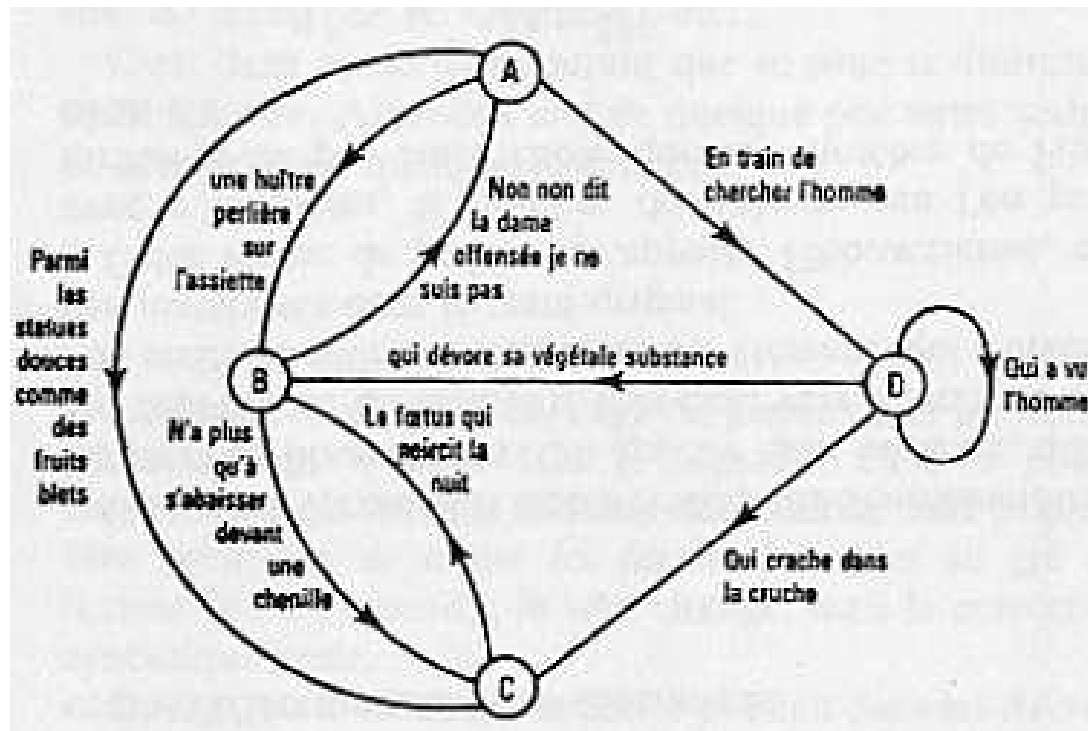 A
une huître
perlière
sur
l'assiette
Non non dit
la dame
offensée je ne
suis pas
En train de
chercher l'homme
Parmi
les
statues
douces
comme
des
fruits
blets
B
qui dévore sa végétale substance
D
Qui a vu
l'homme
N'a plus
qu'à
s'abaisser
devant
une
chenille
Le fœtus qui
noircit la
nuit
Qui crache dans
la cruche
C